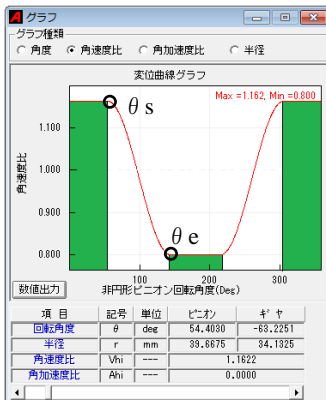 グラフ
グラフ種類
角度 角速度比 角加速度比 半径
変位曲線グラフ
Max =1.162, Min =0.800
θs
1.100
1.000
0.900
0.800
θe
角速度比
100 200 300
数値出力
非円形ピニオン回転角度(Deg)
項 目 記号 単位 ピニオン ギヤ
回転角度 θ deg 54.4030 -63.2251
半径 r mm 39.6675 34.1325
角速度比 Vhi --- 1.1622
角加速度比 Ahi --- 0.0000